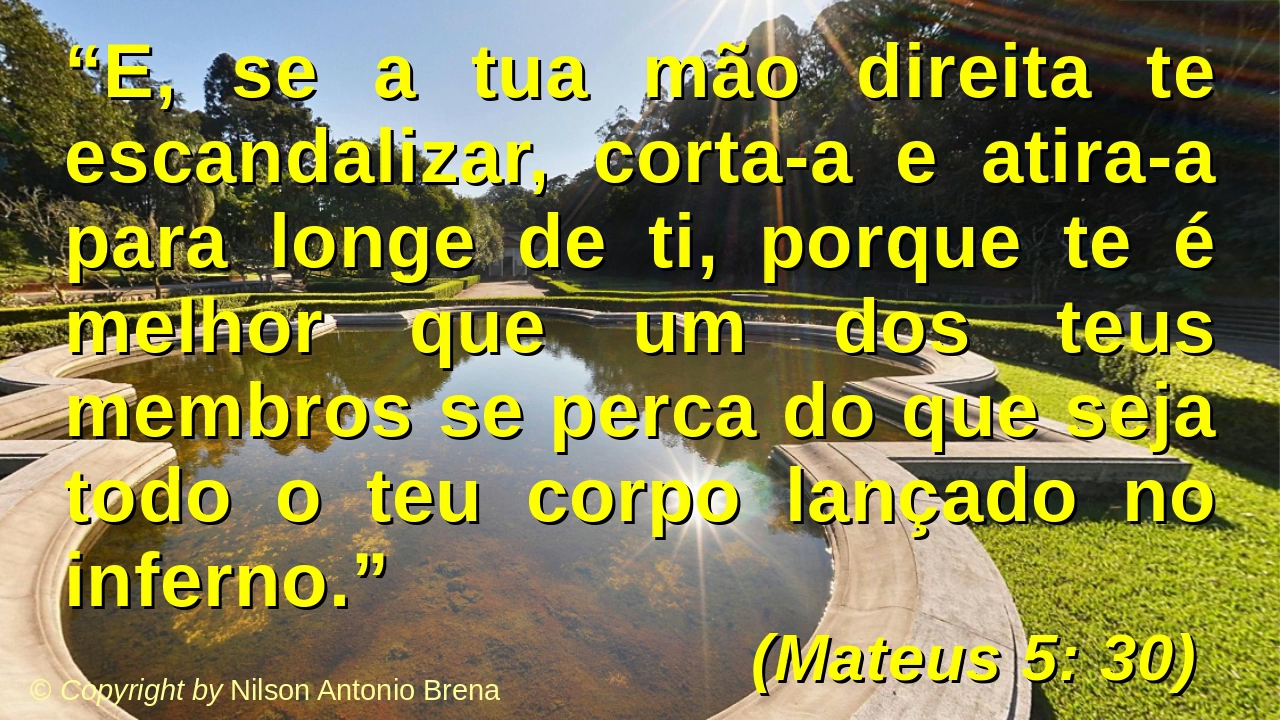 “E, se a tua mão direita te
escandalizar, corta-a e atira-a
para longe de ti, porque te é
melhor que um dos teus
membros se perca do que seja
todo o teu corpo lançado no
inferno.”
(Mateus 5: 30)
© Copyright by Nilson Antonio Brena